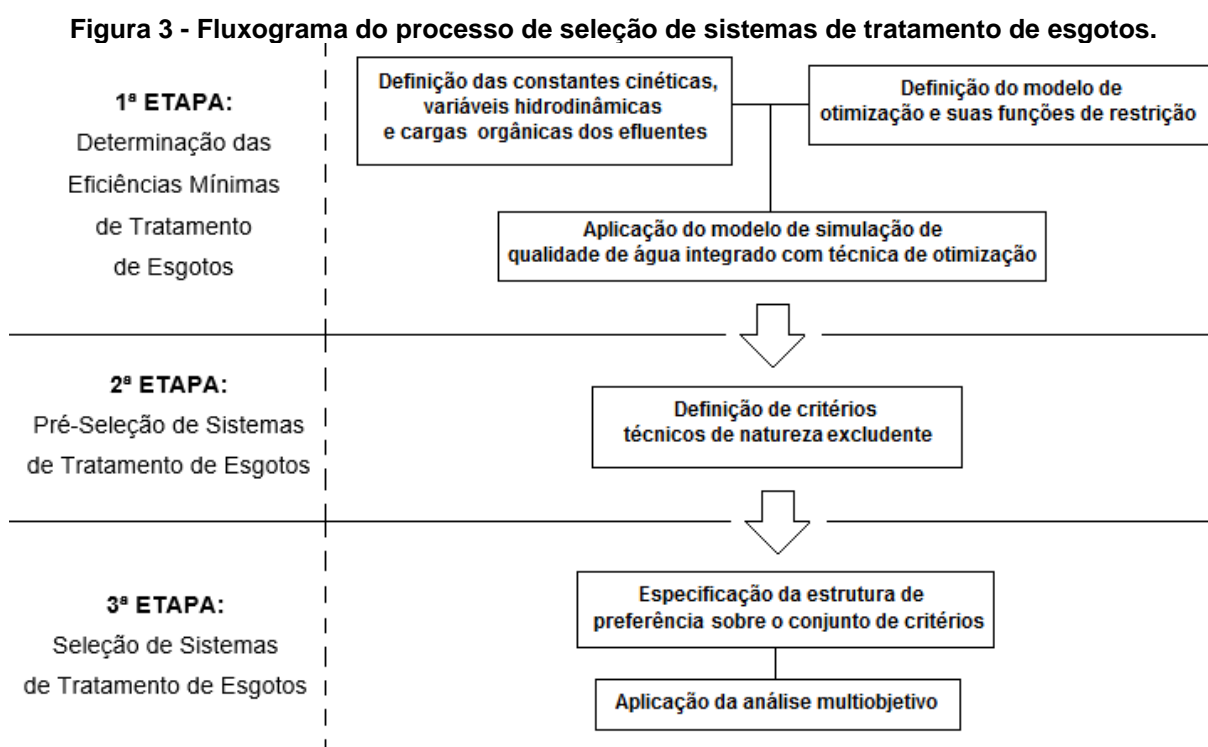 Figura 3 - Fluxograma do processo de seleção de sistemas de tratamento de esgotos.
1ª ETAPA:
Determinação das
Eficiências Mínimas
de Tratamento
de Esgotos
Definição das constantes cinéticas,
variáveis hidrodinâmicas
e cargas orgânicas dos efluentes
Definição do modelo de
otimização e suas funções de restrição
Aplicação do modelo de simulação de
qualidade de água integrado com técnica de otimização
2ª ETAPA:
Pré-Seleção de Sistemas
de Tratamento de Esgotos
Definição de critérios
técnicos de natureza excludente
3ª ETAPA:
Seleção de Sistemas
de Tratamento de Esgotos
Especificação da estrutura de
preferência sobre o conjunto de critérios
Aplicação da análise multiobjetivo